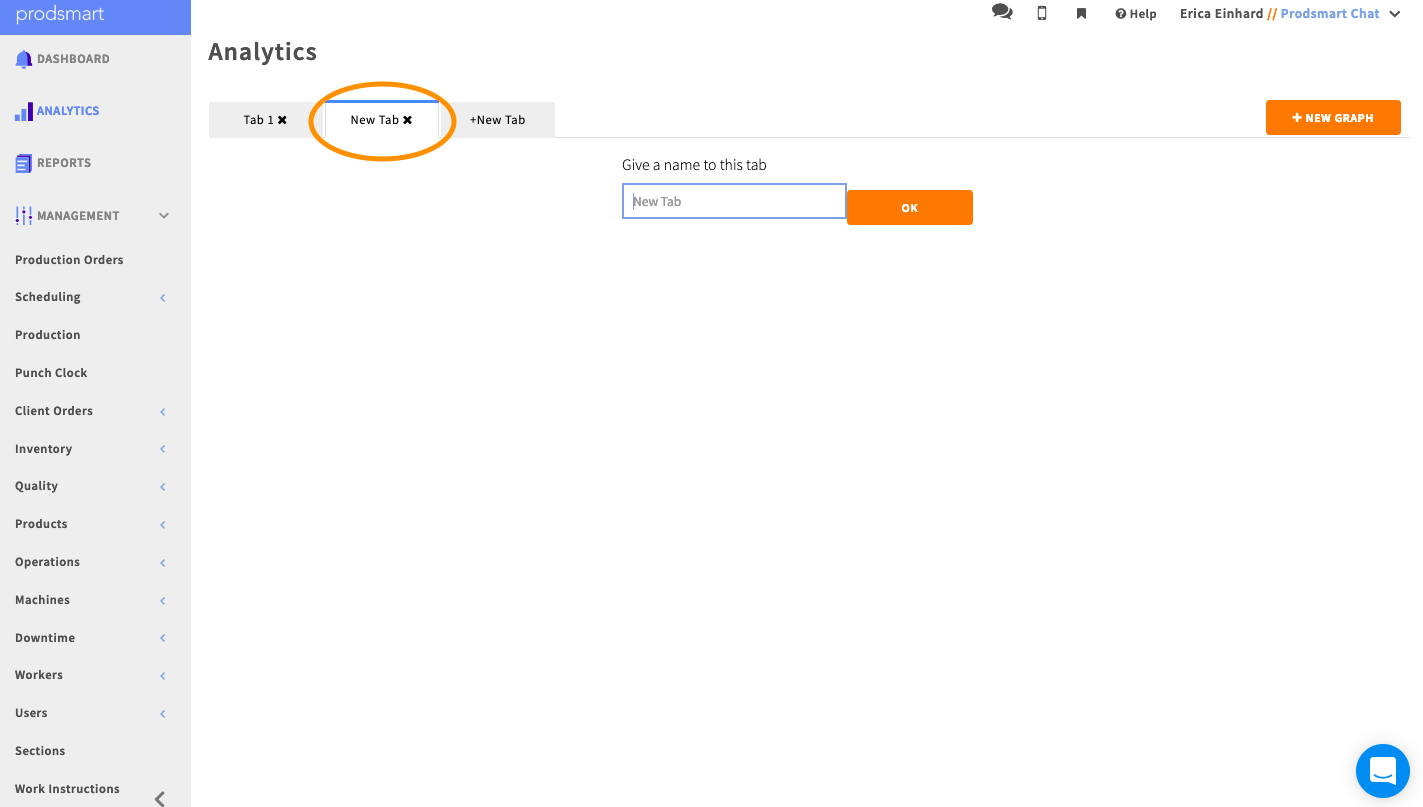 prodsmart
Help
Erica Einhard // Prodsmart Chat
DASHBOARD
ANALYTICS
REPORTS
MANAGEMENT
Production Orders
Scheduling
Production
Punch Clock
Client Orders
Inventory
Quality
Products
Operations
Machines
Downtime
Workers
Users
Sections
Work Instructions
Analytics
Tab 1 ✖
New Tab ✖
+New Tab
+ NEW GRAPH
Give a name to this tab
New Tab
OK